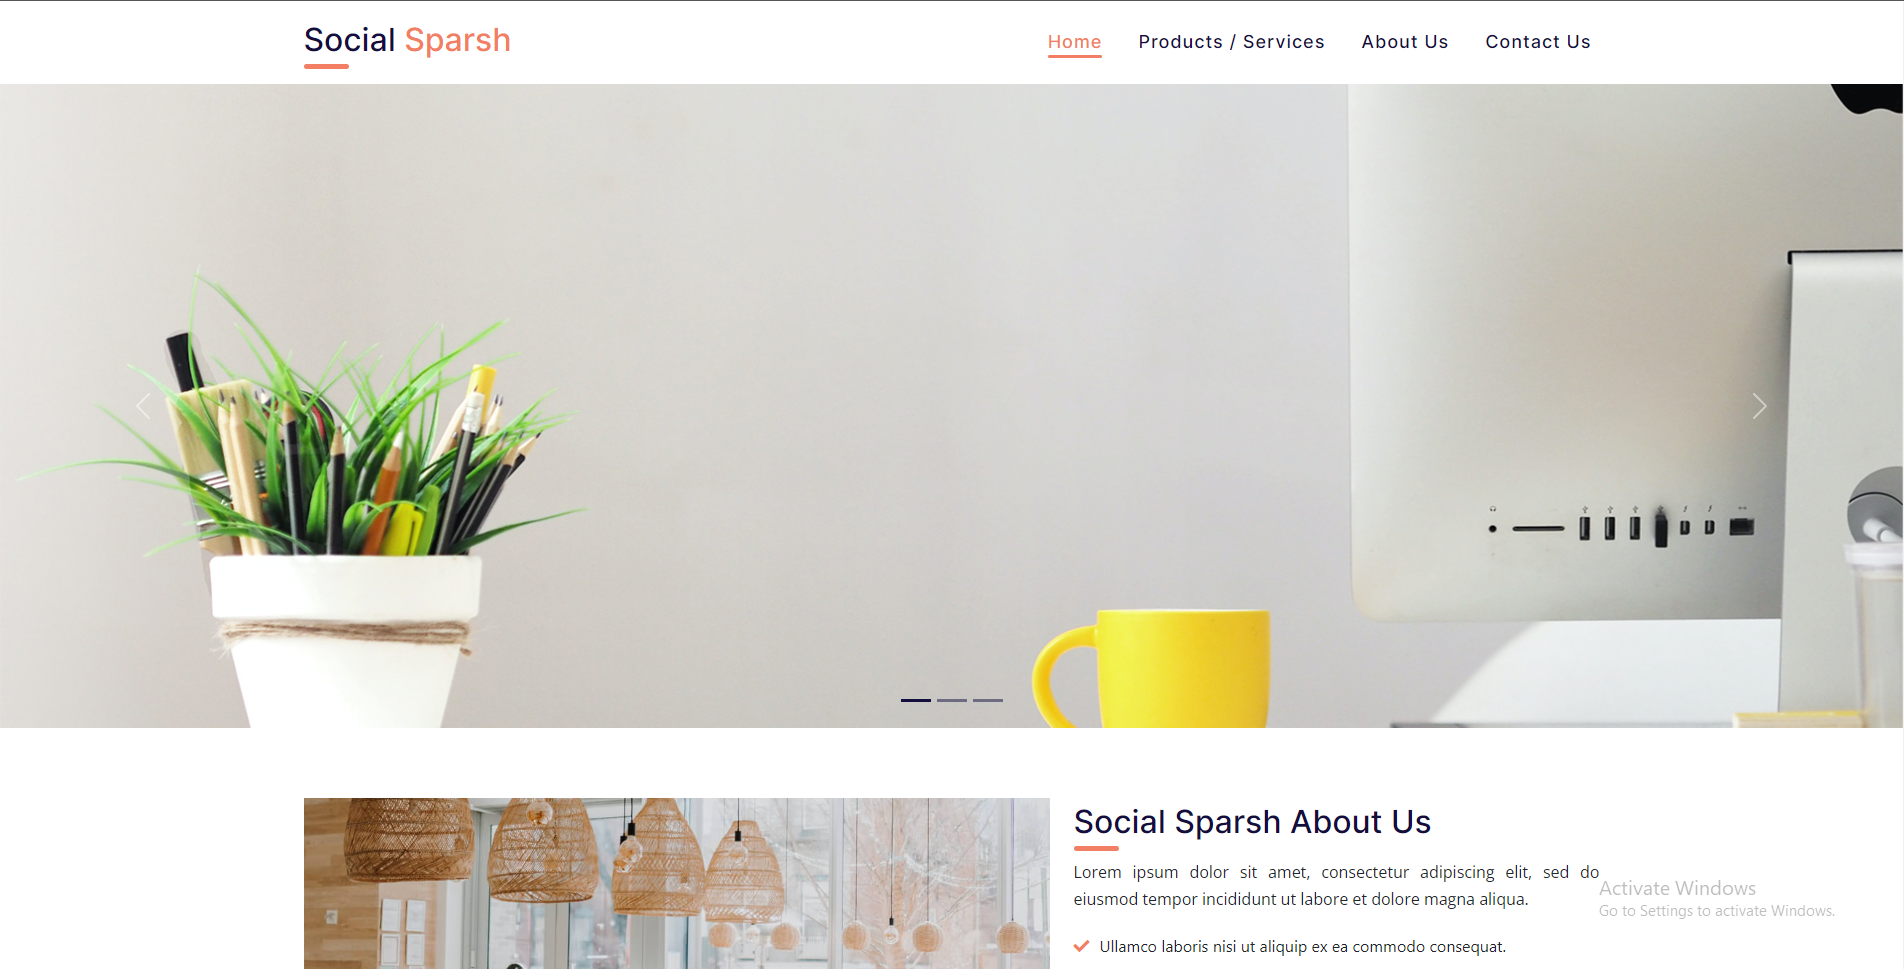 Social Sparsh
Home
Products / Services
About Us
Contact Us
Social Sparsh About Us
Lorem ipsum dolor sit amet, consectetur adipiscing elit, sed do
eiusmod tempor incididunt ut labore et dolore magna aliqua.
Ullamco laboris nisi ut aliquip ex ea commodo consequat.
Activate Windows
Go to Settings to activate Windows.